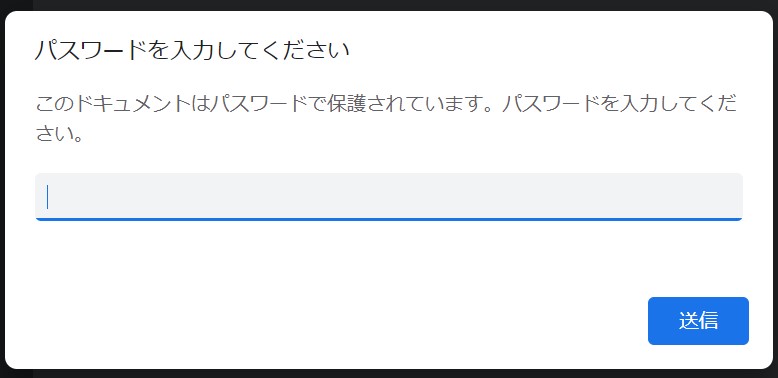 パスワードを入力してください
このドキュメントはパスワードで保護されています。パスワードを入力してくだ
さい。
送信